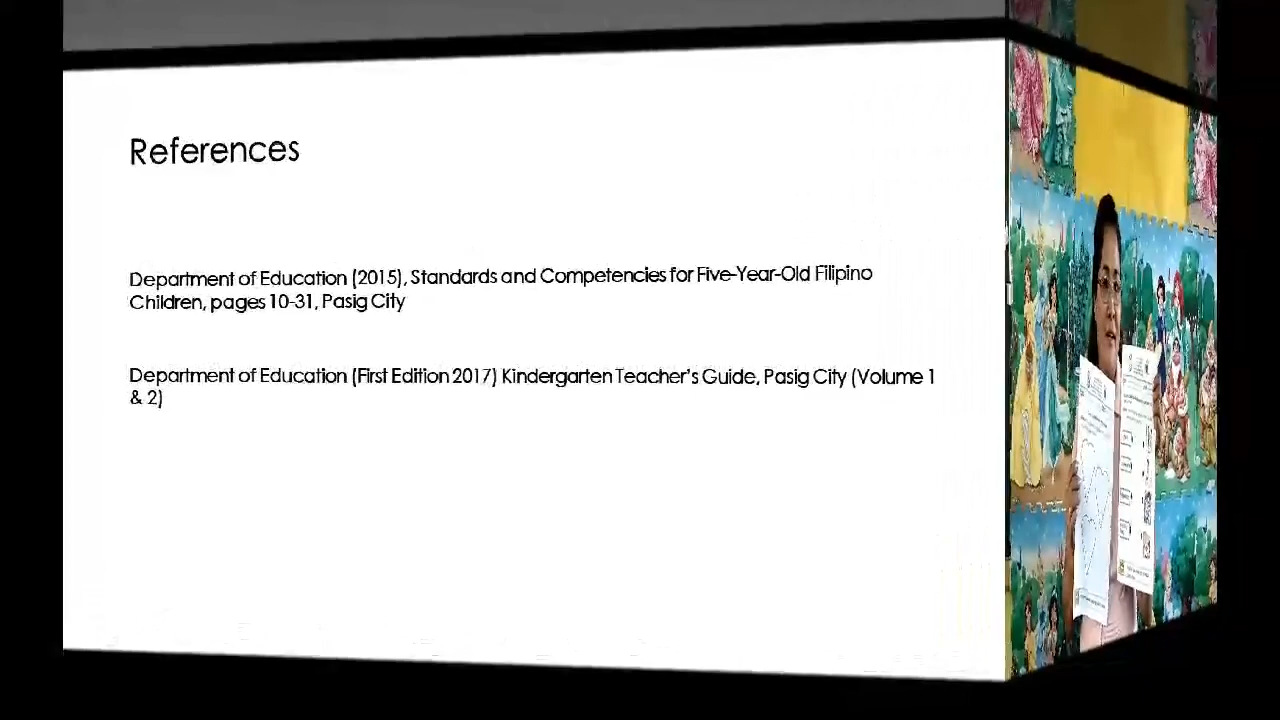 References
Department of Education (2015), Standards and Competencies for Five-Year-Old Filipino
Children, pages 10-31, Pasig City
Department of Education (First Edition 2017) Kindergarten Teacher's Guide, Pasig City (Volume 1
& 2)